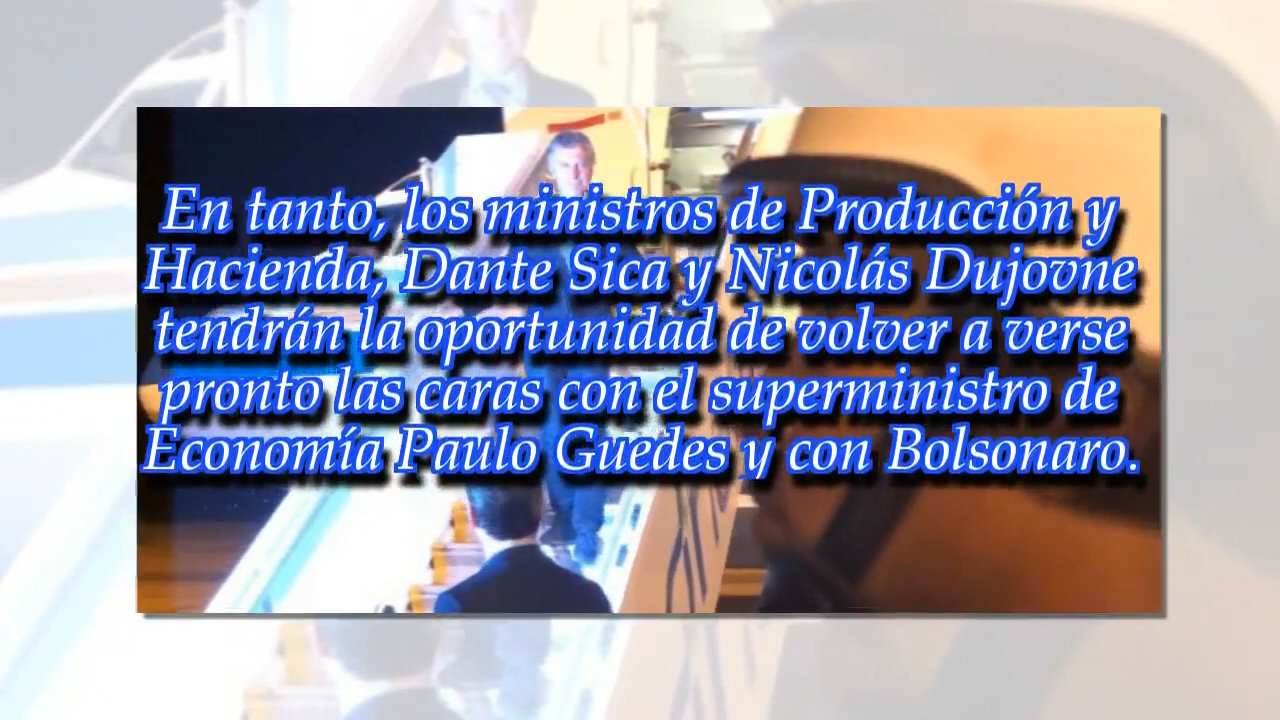 En tanto, los ministros de Producción y
Hacienda, Dante Sica y Nicolás Dujovne
tendrán la oportunidad de volver a verse
pronto las caras con el superministro de
Economía Paulo Guedes y con Bolsonaro.